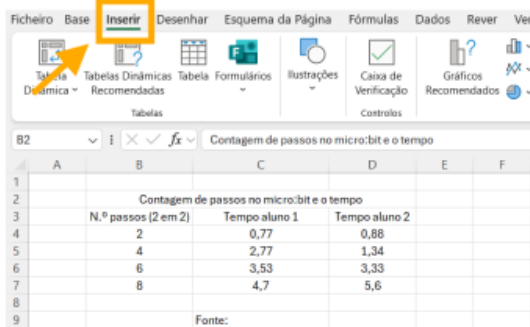 Ficheiro Base Inserir Desenhar Esquema da Página Fórmulas Dados Rever Ver
Tabela Dinâmica Tabelas Dinâmicas Recomendadas Tabela Formulários Ilustrações Caixa de Verificação Gráficos Recomendados
Tabelas Controlos
B2 fx Contagem de passos no micro:bit e o tempo
A B C D E F
1
2 Contagem de passos no micro:bit e o tempo
3 N.º passos (2 em 2) Tempo aluno 1 Tempo aluno 2
4 2 0,77 0,88
5 4 2,77 1,34
6 6 3,53 3,33
7 8 4,7 5,6
8
9 Fonte: